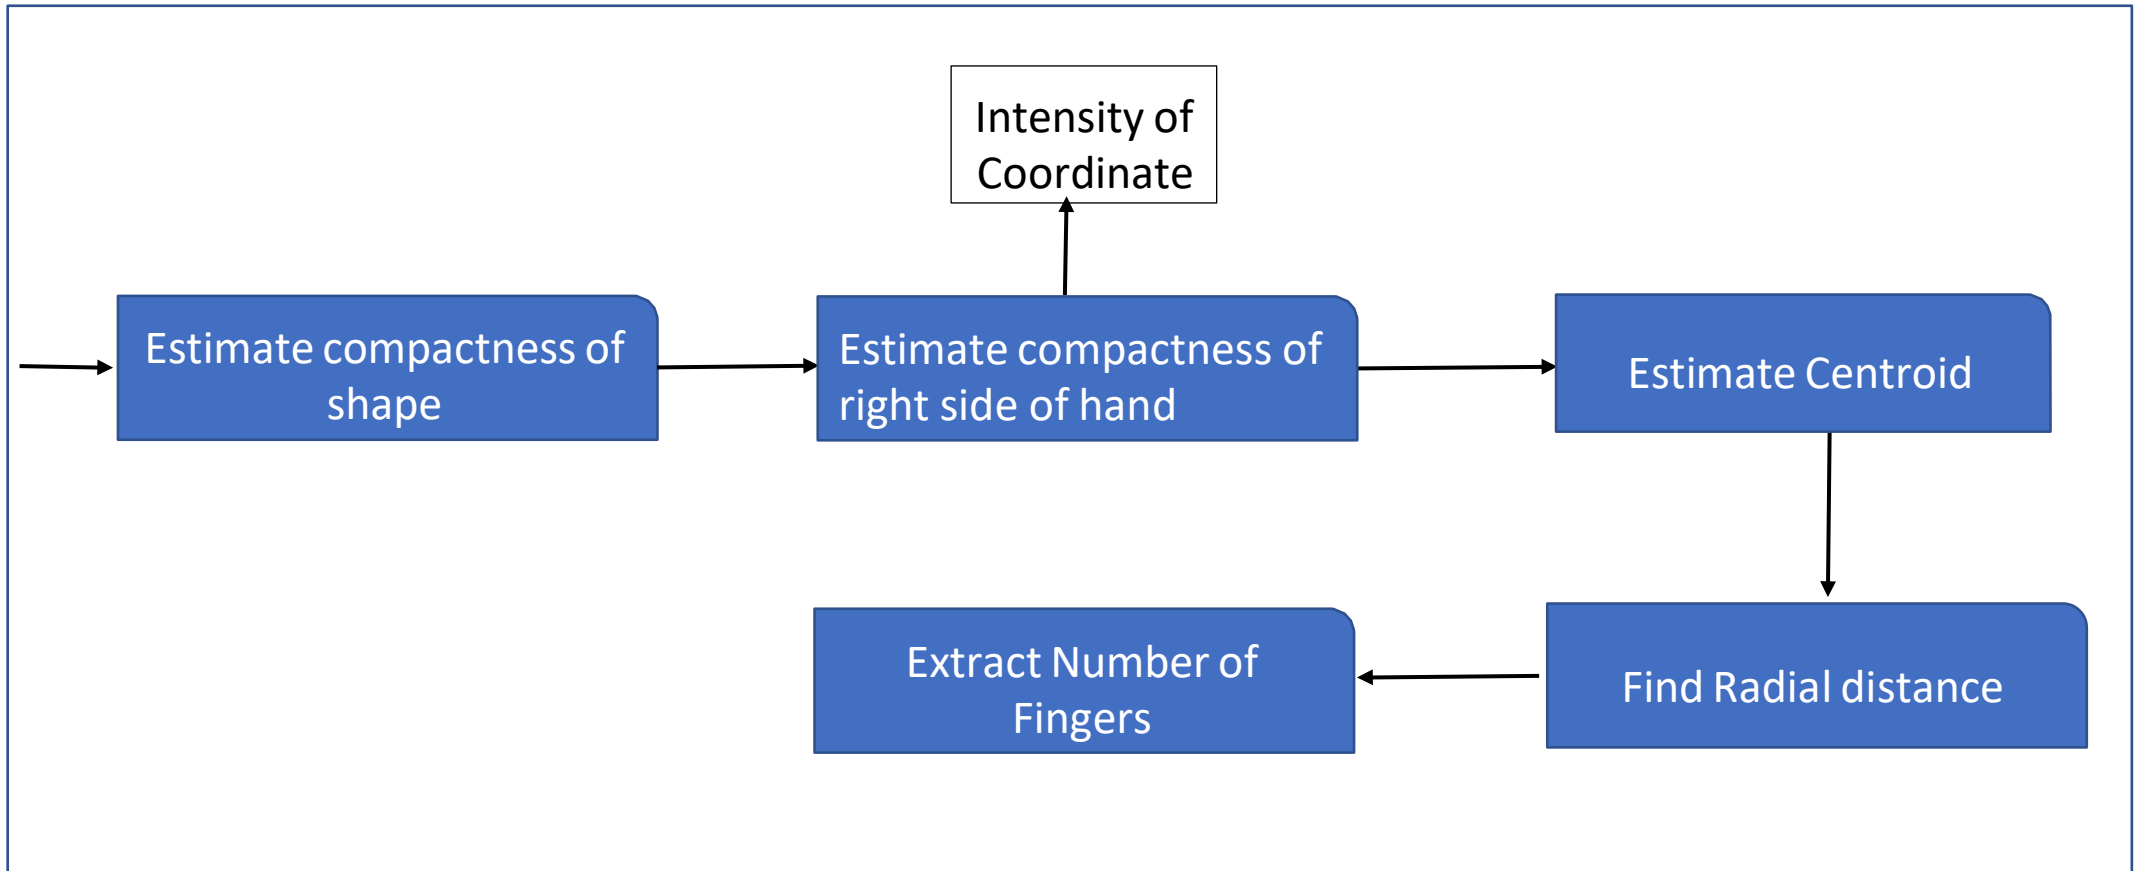 Intensity of
Coordinate
Estimate compactness of
shape
Estimate compactness of
right side of hand
Estimate Centroid
Extract Number of
Fingers
Find Radial distance